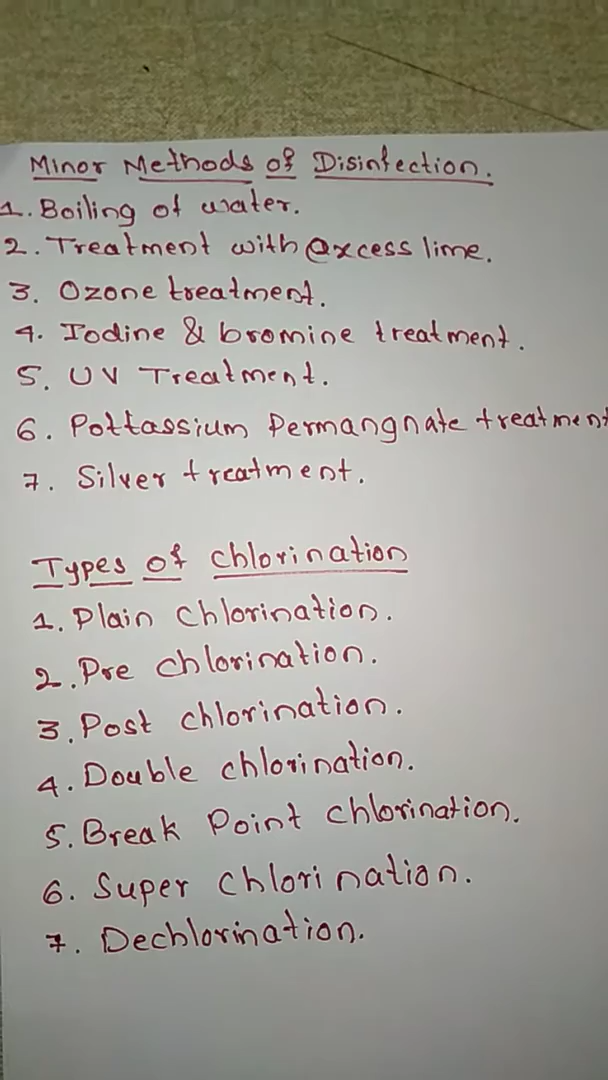 Minor Methods of Disinfection.
1. Boiling of water.
2. Treatment with excess lime.
3. Ozone treatment.
4. Iodine & bromine treatment.
5. UV Treatment.
6. Pottassium Permangnate treatment
7. Silver treatment.
Types of chlorination
1. Plain chlorination.
2. Pre chlorination.
3. Post chlorination.
4. Double chlorination.
5. Break Point chlorination.
6. Super chlorination.
7. Dechlorination.